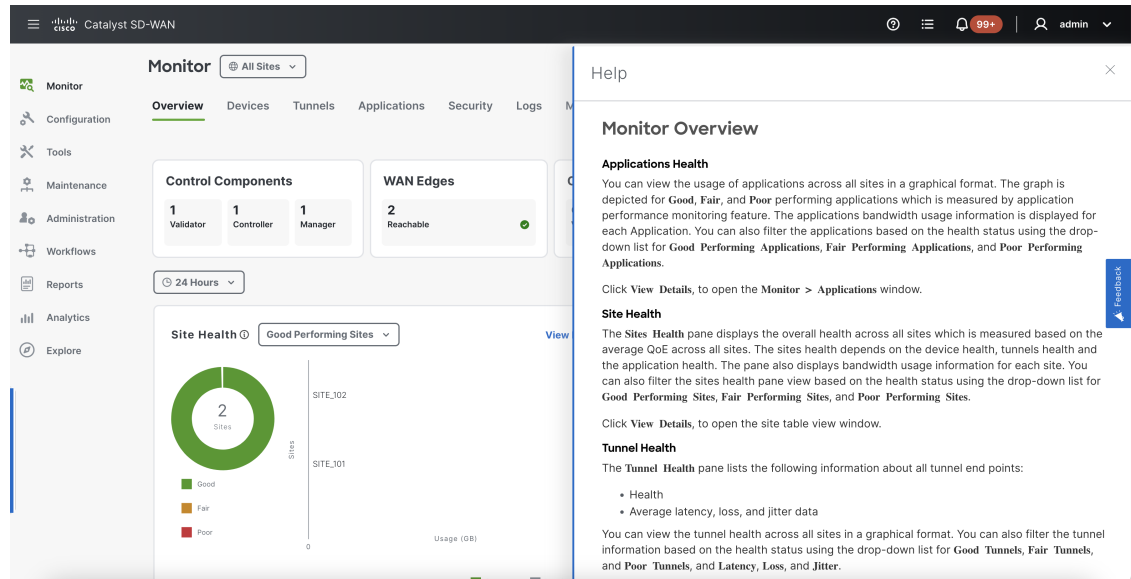 cisco Catalyst SD-WAN
99+
admin
Monitor
Configuration
Tools
Maintenance
Administration
Workflows
Reports
Analytics
Explore
Monitor All Sites
Overview Devices Tunnels Applications Security Logs M
Control Components
1 1 1
Validator Controller Manager
WAN Edges
2
Reachable
24 Hours
Site Health Good Performing Sites View
2
Sites
Good
Fair
Poor
Sites
SITE_102
SITE_101
0
Usage (GB)
Help
Monitor Overview
Applications Health
You can view the usage of applications across all sites in a graphical format. The graph is
depicted for Good, Fair, and Poor performing applications which is measured by application
performance monitoring feature. The applications bandwidth usage information is displayed for
each Application. You can also filter the applications based on the health status using the drop-
down list for Good Performing Applications, Fair Performing Applications, and Poor Performing
Applications.
Click View Details, to open the Monitor > Applications window.
Site Health
The Sites Health pane displays the overall health across all sites which is measured based on the
average QoE across all sites. The sites health depends on the device health, tunnels health and
the application health. The pane also displays bandwidth usage information for each site. You
can also filter the sites health pane view based on the health status using the drop-down list for
Good Performing Sites, Fair Performing Sites, and Poor Performing Sites.
Click View Details, to open the site table view window.
Tunnel Health
The Tunnel Health pane lists the following information about all tunnel end points:
• Health
• Average latency, loss, and jitter data
You can view the tunnel health across all sites in a graphical format. You can also filter the tunnel
information based on the health status using the drop-down list for Good Tunnels, Fair Tunnels,
and Poor Tunnels, and Latency, Loss, and Jitter.
Feedback